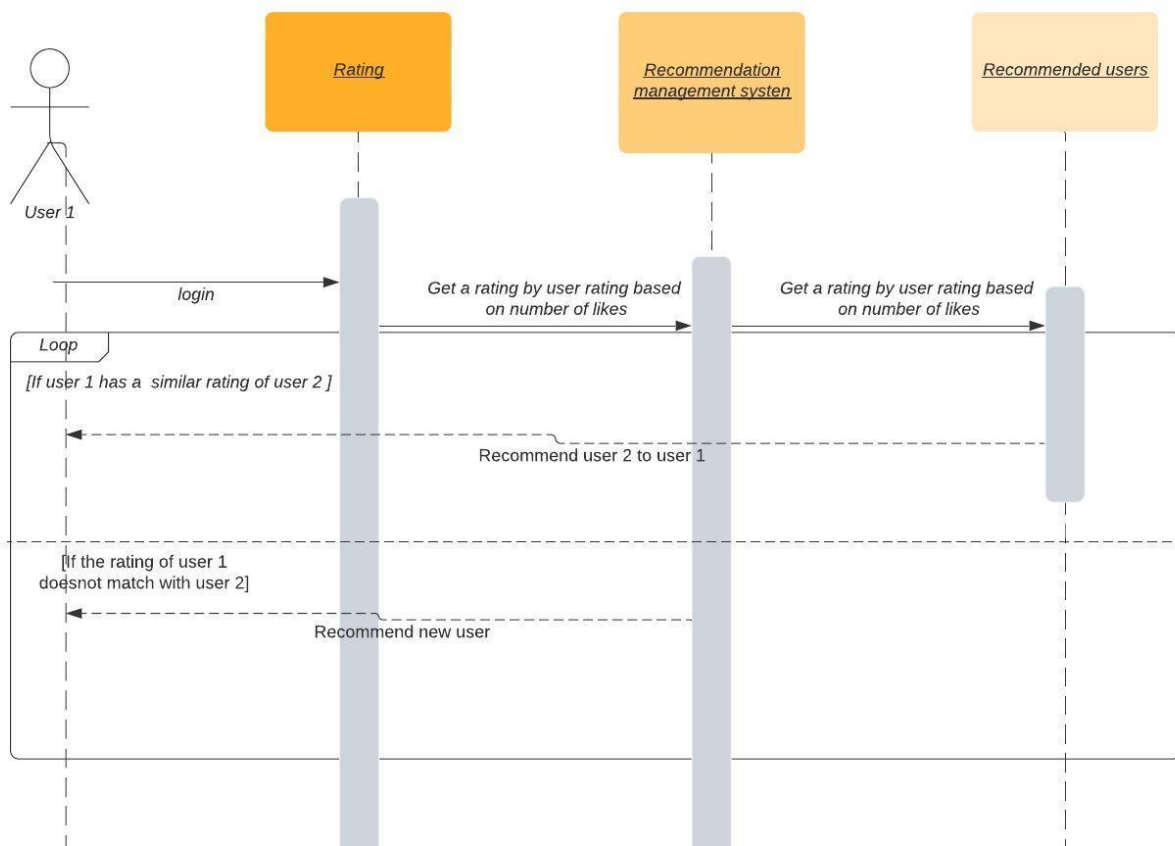 Rating
Recommendation
management systen
Recommended users
User 1
login
Get a rating by user rating based
on number of likes
Get a rating by user rating based
on number of likes
Loop
[If user 1 has a similar rating of user 2 ]
Recommend user 2 to user 1
[If the rating of user 1
doesnot match with user 2]
Recommend new user